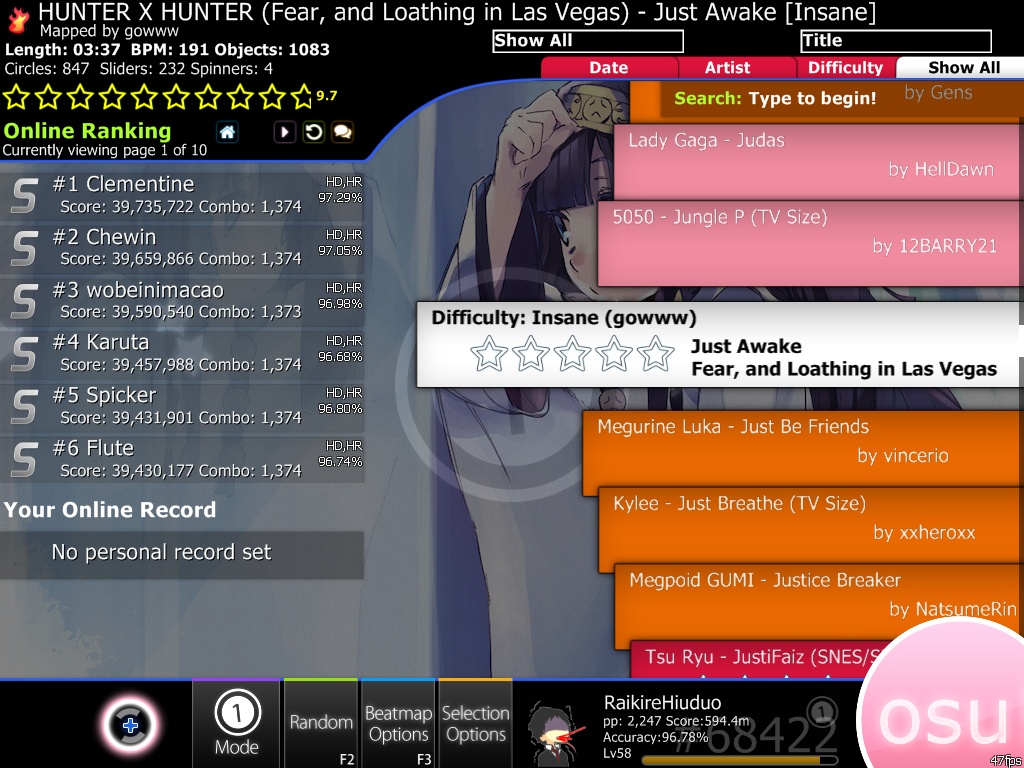 HUNTER X HUNTER (Fear, and Loathing in Las Vegas) - Just Awake [Insane]
Mapped by gowww
Length: 03:37 BPM: 191 Objects: 1083
Circles: 847 Sliders: 232 Spinners: 4
9.7
Show All
Title
Date
Artist
Difficulty
Show All
Online Ranking
Currently viewing page 1 of 10
Search: Type to begin!
by Gens
#1 Clementine
Score: 39,735,722 Combo: 1,374
HD,HR
97.29%
#2 Chewin
Score: 39,659,866 Combo: 1,374
HD,HR
97.05%
#3 wobeinimacao
Score: 39,590,540 Combo: 1,373
HD,HR
96.98%
#4 Karuta
Score: 39,457,988 Combo: 1,374
HD,HR
96.68%
#5 Spicker
Score: 39,431,901 Combo: 1,374
HD,HR
96.80%
#6 Flute
Score: 39,430,177 Combo: 1,374
HD,HR
96.74%
S
S
S
S
S
S
Your Online Record
No personal record set
Lady Gaga - Judas
by HellDawn
5050 - Jungle P (TV Size)
by 12BARRY21
Difficulty: Insane (gowww)
Just Awake
Fear, and Loathing in Las Vegas
Megurine Luka - Just Be Friends
by vincerio
Kylee - Just Breathe (TV Size)
by xxheroxx
Megpoid GUMI - Justice Breaker
by NatsumeRin
Tsu Ryu - JustiFaiz (SNES/S
1
Mode
Random
F2
Beatmap
Options
F3
Selection
Options
RaikireHiuduo
pp: 2,247 Score:594.4m
Accuracy:96.78%
Lv58
#68422
1
osu
47fps